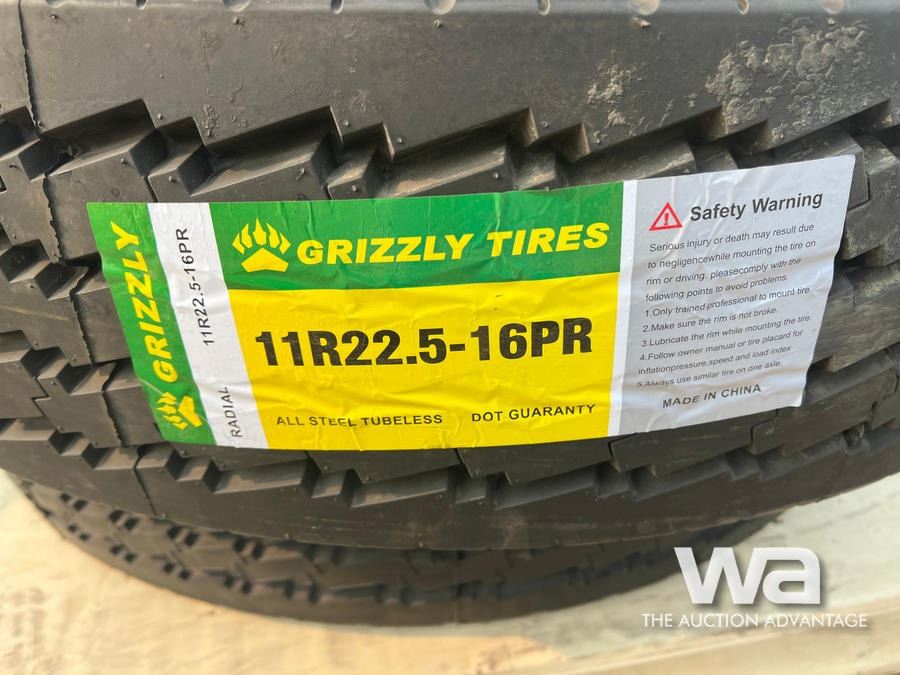 GRIZZLY
11R22.5-16PR
RADIAL
GRIZZLY TIRES
11R22.5-16PR
ALL STEEL TUBELESS DOT GUARANTY
Safety Warning
Serious injury or death may result due
to negligencewhile mounting the tire on
rim or driving. pleasecomply with the
following points to avoid problems.
1.Only trained professional to mount tire.
2.Make sure the rim is not broke.
3.Lubricate the rim while mounting the tire.
4.Follow owner manual or tire placard for
inflationpressure,speed and load index
5.Always use similar tire on one axle.
MADE IN CHINA
wa
THE AUCTION ADVANTAGE